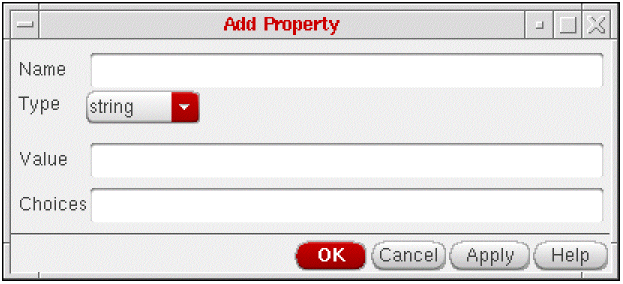 Add Property
Name
Type string
Value
Choices
OK Cancel Apply Help